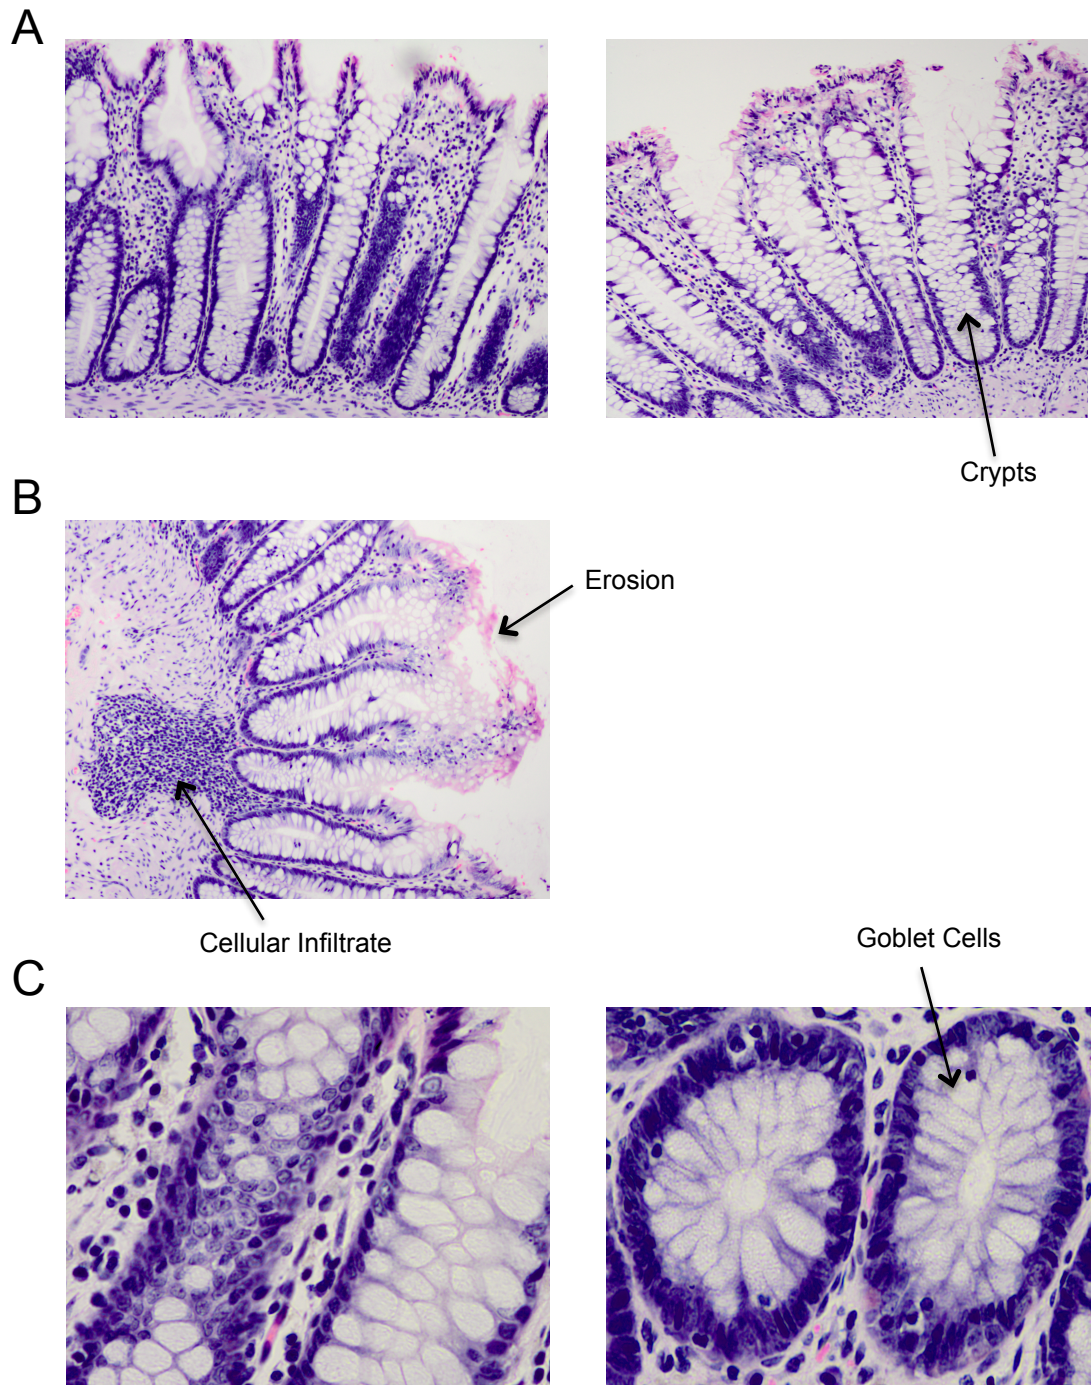 A
Crypts
B
Erosion
Cellular Infiltrate
Goblet Cells
C